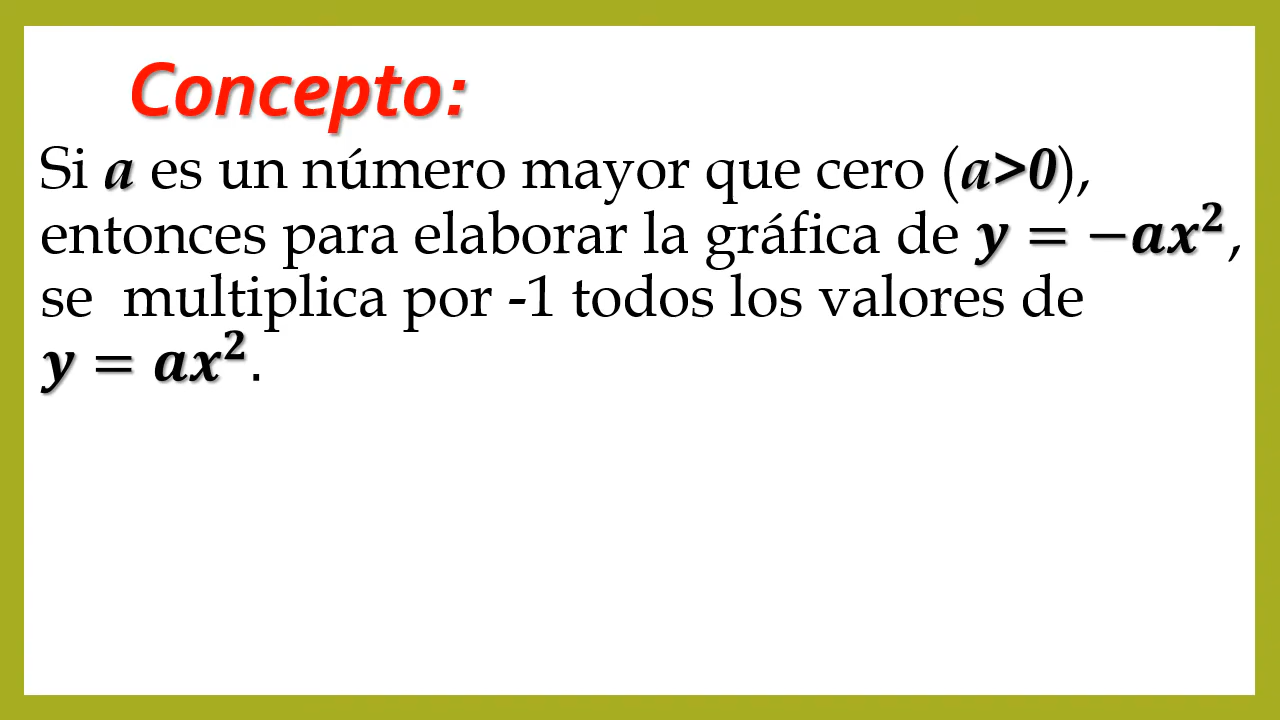 Concepto:
Si a es un número mayor que cero (a>0),
entonces para elaborar la gráfica de y = −ax²,
se  multiplica por -1 todos los valores de
y = ax².